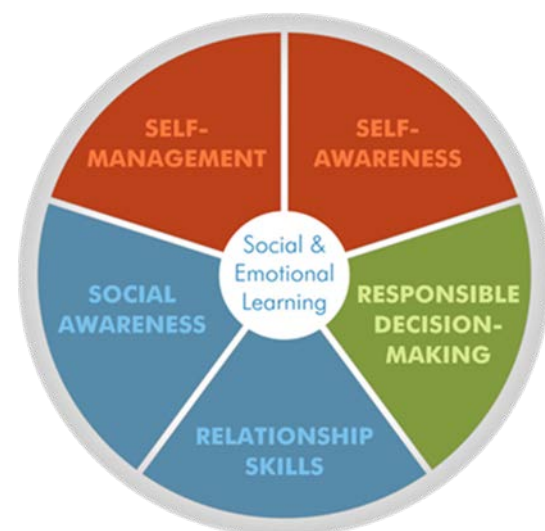 SELF-
MANAGEMENT
SELF-
AWARENESS
Social &
Emotional
Learning
SOCIAL
AWARENESS
RESPONSIBLE
DECISION-
MAKING
RELATIONSHIP
SKILLS